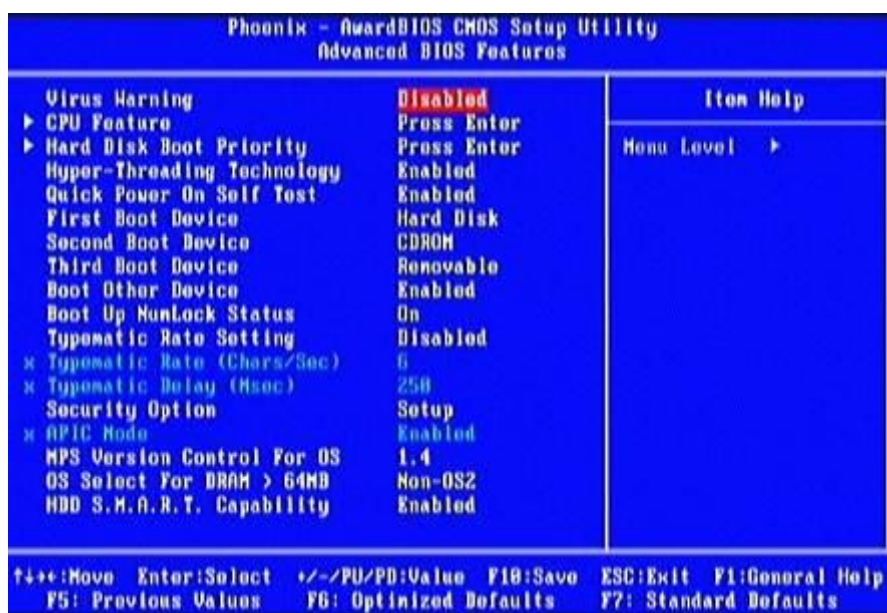 Phoenix - AwardBIOS CMOS Setup Utility
Advanced BIOS Features
Virus Warning Disabled
► CPU Feature Press Enter
► Hard Disk Boot Priority Press Enter
Hyper-Threading Technology Enabled
Quick Power On Self Test Enabled
First Boot Device Hard Disk
Second Boot Device CDROM
Third Boot Device Removable
Boot Other Device Enabled
Boot Up NumLock Status On
Typematic Rate Setting Disabled
x Typematic Rate (Chars/Sec) 6
x Typematic Delay (Msec) 250
Security Option Setup
x APIC Mode Enabled
MPS Version Control For OS 1.4
OS Select For DRAM > 64MB Non-OS2
HDD S.M.A.R.T. Capability Enabled
Item Help
Menu Level ►
↑↓→←:Move Enter:Select +/-/PU/PD:Value F10:Save ESC:Exit F1:General Help
F5: Previous Values F6: Optimized Defaults F7: Standard Defaults